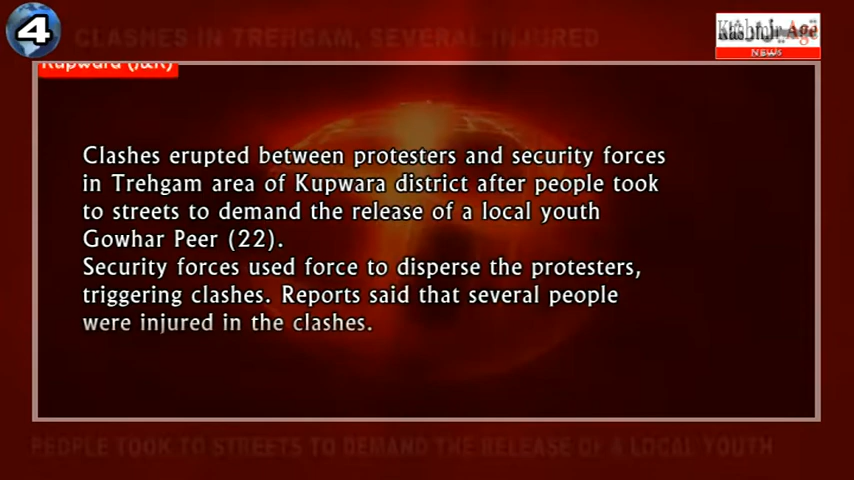 4
CLASHES IN TREHGAM, SEVERAL INJURED
NEWS
Kupwara (J&K)
Clashes erupted between protesters and security forces
in Trehgam area of Kupwara district after people took
to streets to demand the release of a local youth
Gowhar Peer (22).
Security forces used force to disperse the protesters,
triggering clashes. Reports said that several people
were injured in the clashes.
PEOPLE TOOK TO STREETS TO DEMAND THE RELEASE OF A LOCAL YOUTH